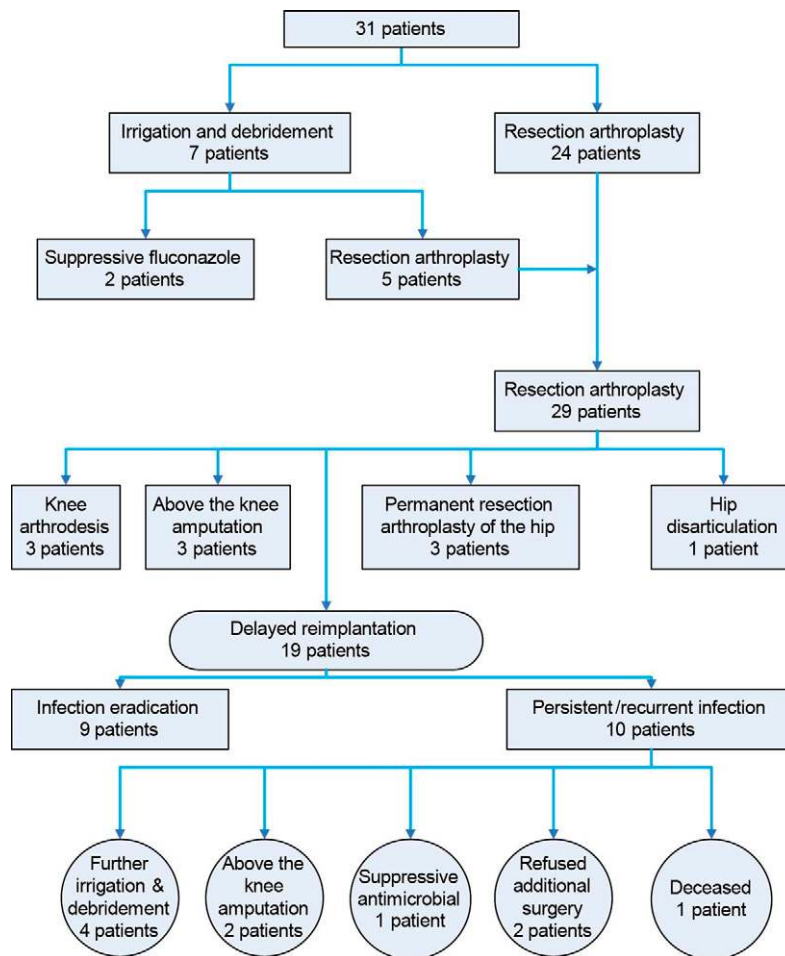 31 patients
Irrigation and debridement
7 patients
Resection arthroplasty
24 patients
Suppressive fluconazole
2 patients
Resection arthroplasty
5 patients
Resection arthroplasty
29 patients
Knee
arthrodesis
3 patients
Above the knee
amputation
3 patients
Permanent resection
arthroplasty of the hip
3 patients
Hip
disarticulation
1 patient
Delayed reimplantation
19 patients
Infection eradication
9 patients
Persistent/recurrent infection
10 patients
Further
irrigation &
debridement
4 patients
Above the
knee
amputation
2 patients
Suppressive
antimicrobial
1 patient
Refused
additional
surgery
2 patients
Deceased
1 patient